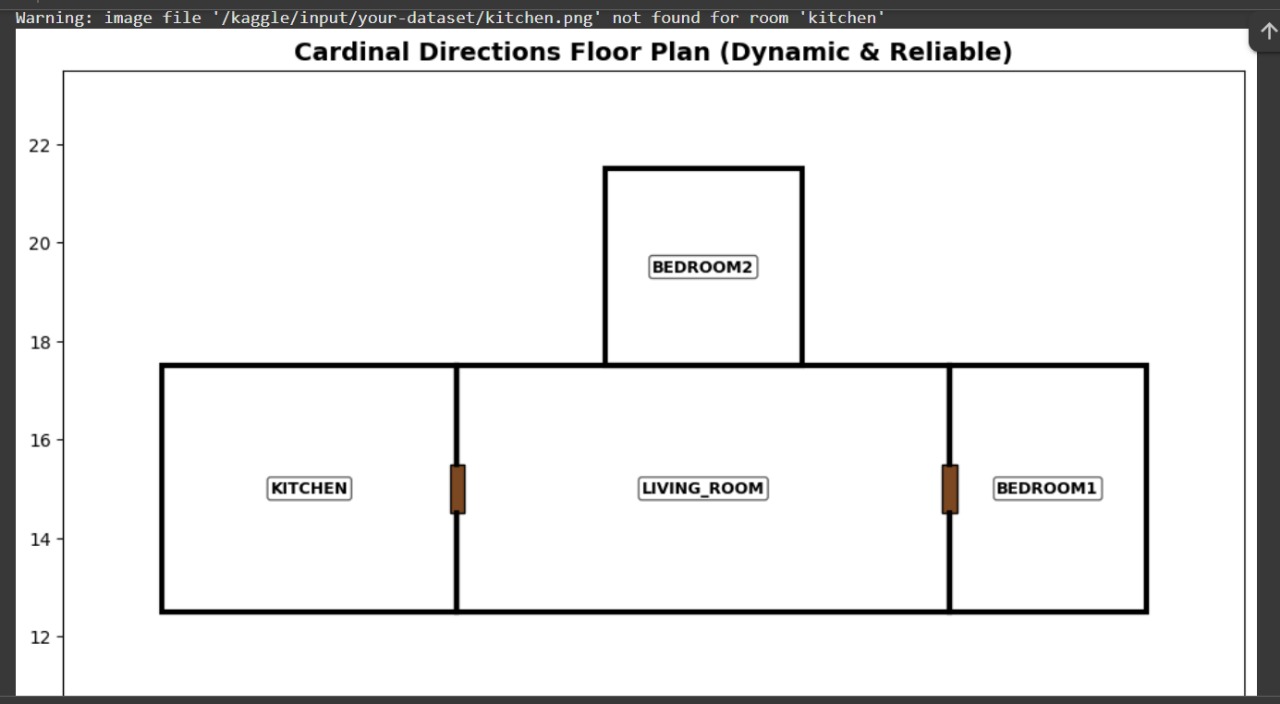 Warning: image file '/kaggle/input/your-dataset/kitchen.png' not found for room 'kitchen'
Cardinal Directions Floor Plan (Dynamic & Reliable)
22
20
BEDROOM2
18
16
KITCHEN
LIVING_ROOM
BEDROOM1
14
12